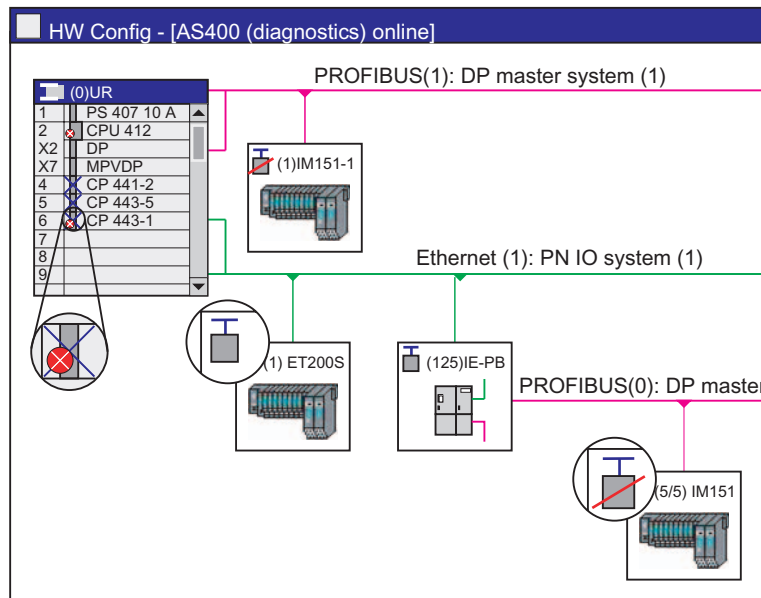 HW Config - [AS400 (diagnostics) online]
PROFIBUS(1): DP master system (1)
(0)UR
1 PS 407 10 A
2 CPU 412
X2 DP
X7 MPVDP
4 CP 441-2
5 CP 443-5
6 CP 443-1
7
8
9
(1)IM151-1
Ethernet (1): PN IO system (1)
(1) ET200S
(125)IE-PB
PROFIBUS(0): DP master
(5/5) IM151